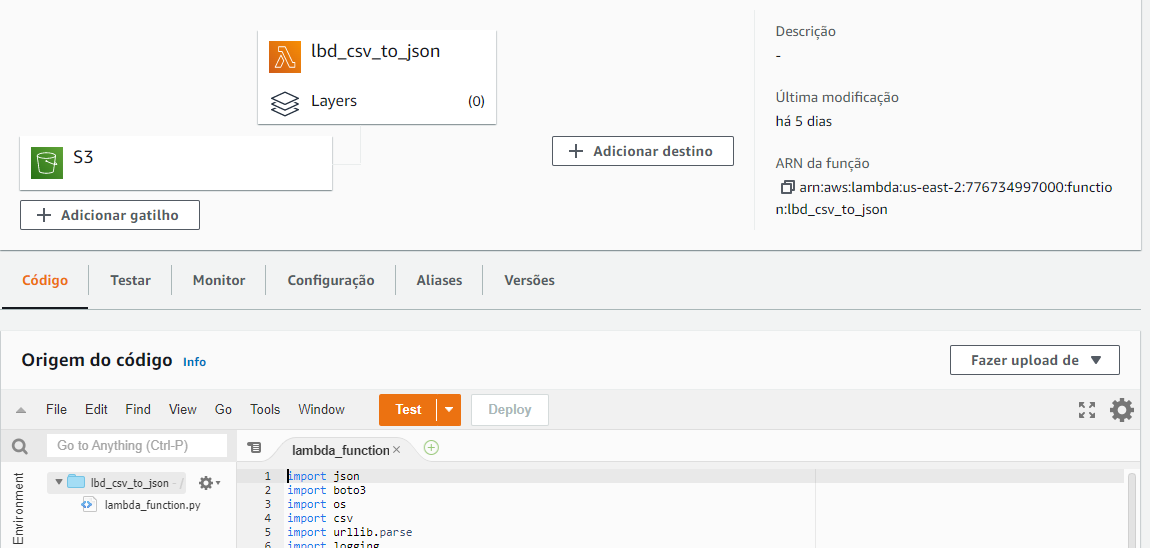 lbd_csv_to_json
Layers
(0)
S3
Adicionar gatilho
Adicionar destino
Descrição
-
Última modificação
há 5 dias
ARN da função
arn:aws:lambda:us-east-2:776734997000:functio
n:lbd_csv_to_json
Código
Testar
Monitor
Configuração
Aliases
Versões
Origem do código Info
Fazer upload de
File Edit Find View Go Tools Window
Test
Deploy
Go to Anything (Ctrl-P)
lambda_function
Environment
lbd_csv_to_json - /
lambda_function.py
1 import json
2 import boto3
3 import os
4 import csv
5 import urllib.parse
6 import logging